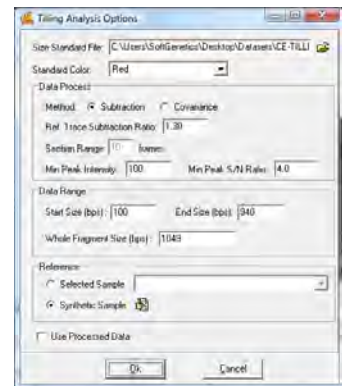 Tilling Analysis Options
Size Standard File: C:\Users\SoftGenetics\Desktop\Datasets\CE-TILLI
Standard Color: Red
Data Process
Method: Subtraction Covariance
Ref. Trace Subtraction Ratio: 1.30
Section Range: 10 frames
Min Peak Intensity: 100 Min Peak S/N Ratio: 4.0
Data Range
Start Size (bps): 100 End Size (bps): 940
Whole Fragment Size (bps): 1049
Reference
Selected Sample
Synthetic Sample
Use Processed Data
Ok Cancel